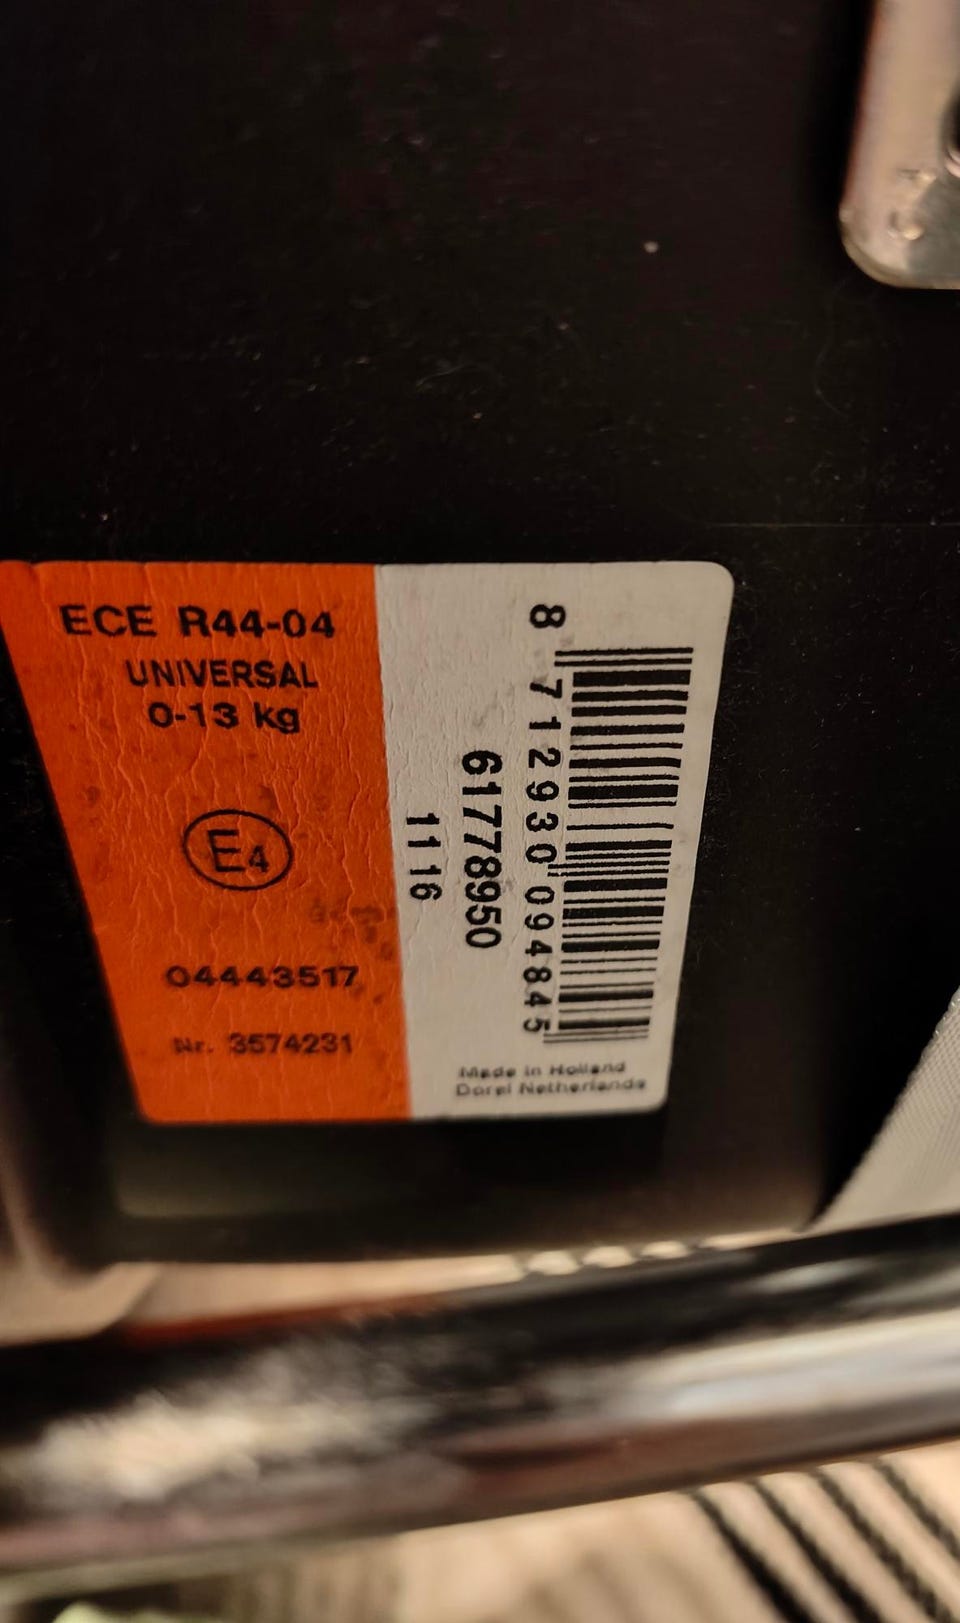 ECE R44-04
UNIVERSAL
0-13 kg
E4
04443517
Nr. 3574231
8 712930 094845
61778950
1116
Made in Holland
Dorel Netherlands